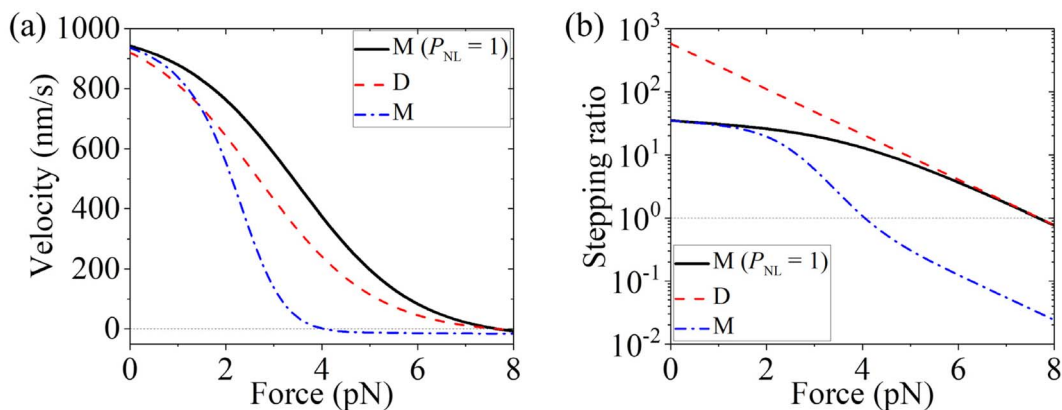 (a)
1000
800
600
400
200
0
Velocity (nm/s)
M (P_NL = 1)
D
M
0 2 4 6 8
Force (pN)
(b)
10^3
10^2
10^1
10^0
10^-1
10^-2
Stepping ratio
M (P_NL = 1)
D
M
0 2 4 6 8
Force (pN)